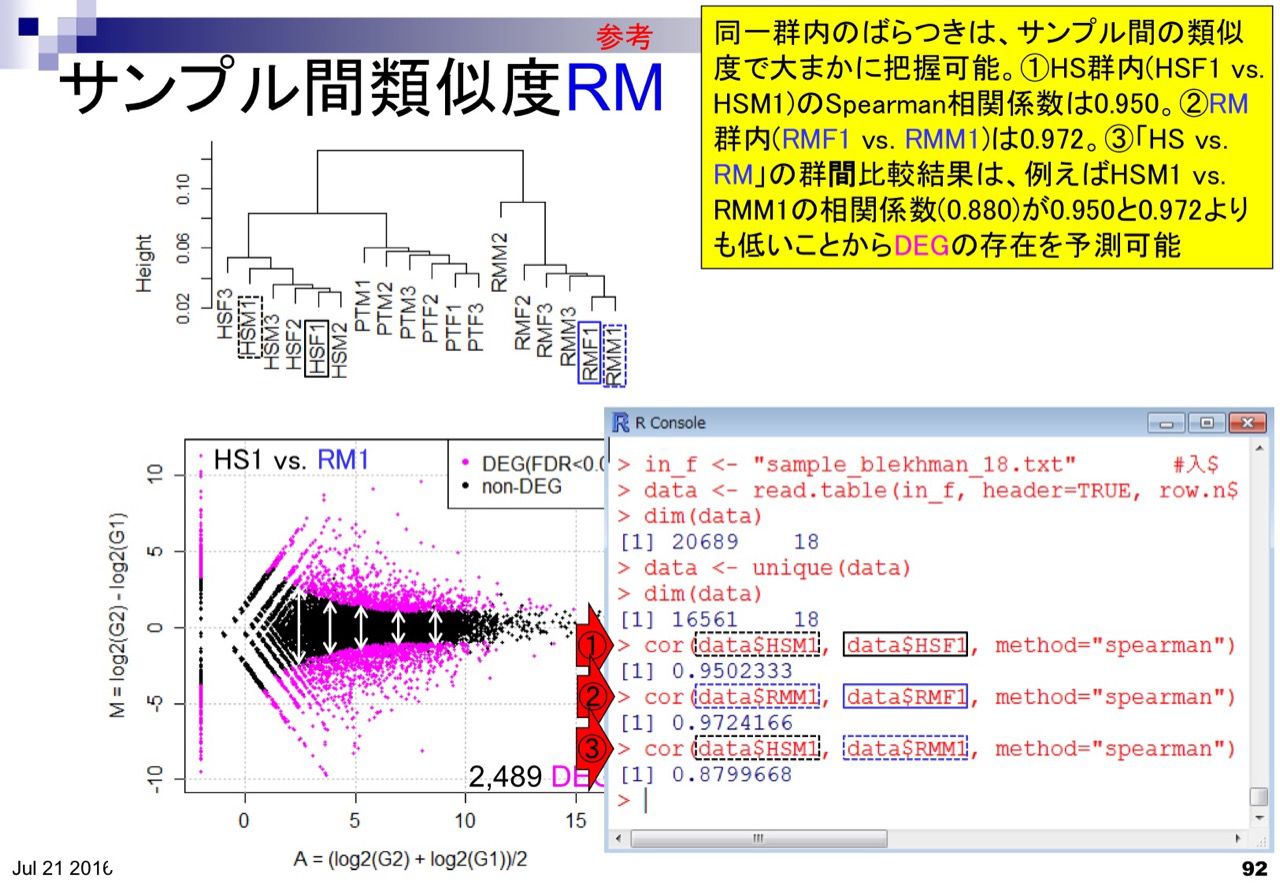 参考
サンプル間類似度RM
同一群内のばらつきは、サンプル間の類似
度で大まかに把握可能。①HS群内(HSF1 vs.
HSM1)のSpearman相関係数は0.950。②RM
群内(RMF1 vs. RMM1)は0.972。③「HS vs.
RM」の群間比較結果は、例えばHSM1 vs.
RMM1の相関係数(0.880)が0.950と0.972より
も低いことからDEGの存在を予測可能
Height
0.02
0.06
0.10
HSF3
HSM1
HSM3
HSF2
HSF1
HSM2
PTM1
PTM2
PTM3
PTF2
PTF1
PTF3
RMM2
RMF2
RMF3
RMM3
RMF1
RMM1
HS1 vs. RM1
DEG(FDR<0.0
non-DEG
M = log2(G2) - log2(G1)
10
5
0
-5
-10
2,489 DEG
0 5 10 15
A = (log2(G2) + log2(G1))/2
R Console
> in_f <- "sample_blekhman_18.txt" #入$
> data <- read.table(in_f, header=TRUE, row.n$
> dim(data)
[1] 20689 18
> data <- unique(data)
> dim(data)
[1] 16561 18
① > cor(data$HSM1, data$HSF1, method="spearman")
[1] 0.9502333
② > cor(data$RMM1, data$RMF1, method="spearman")
[1] 0.9724166
③ > cor(data$HSM1, data$RMM1, method="spearman")
[1] 0.8799668
>
Jul 21 2016
92